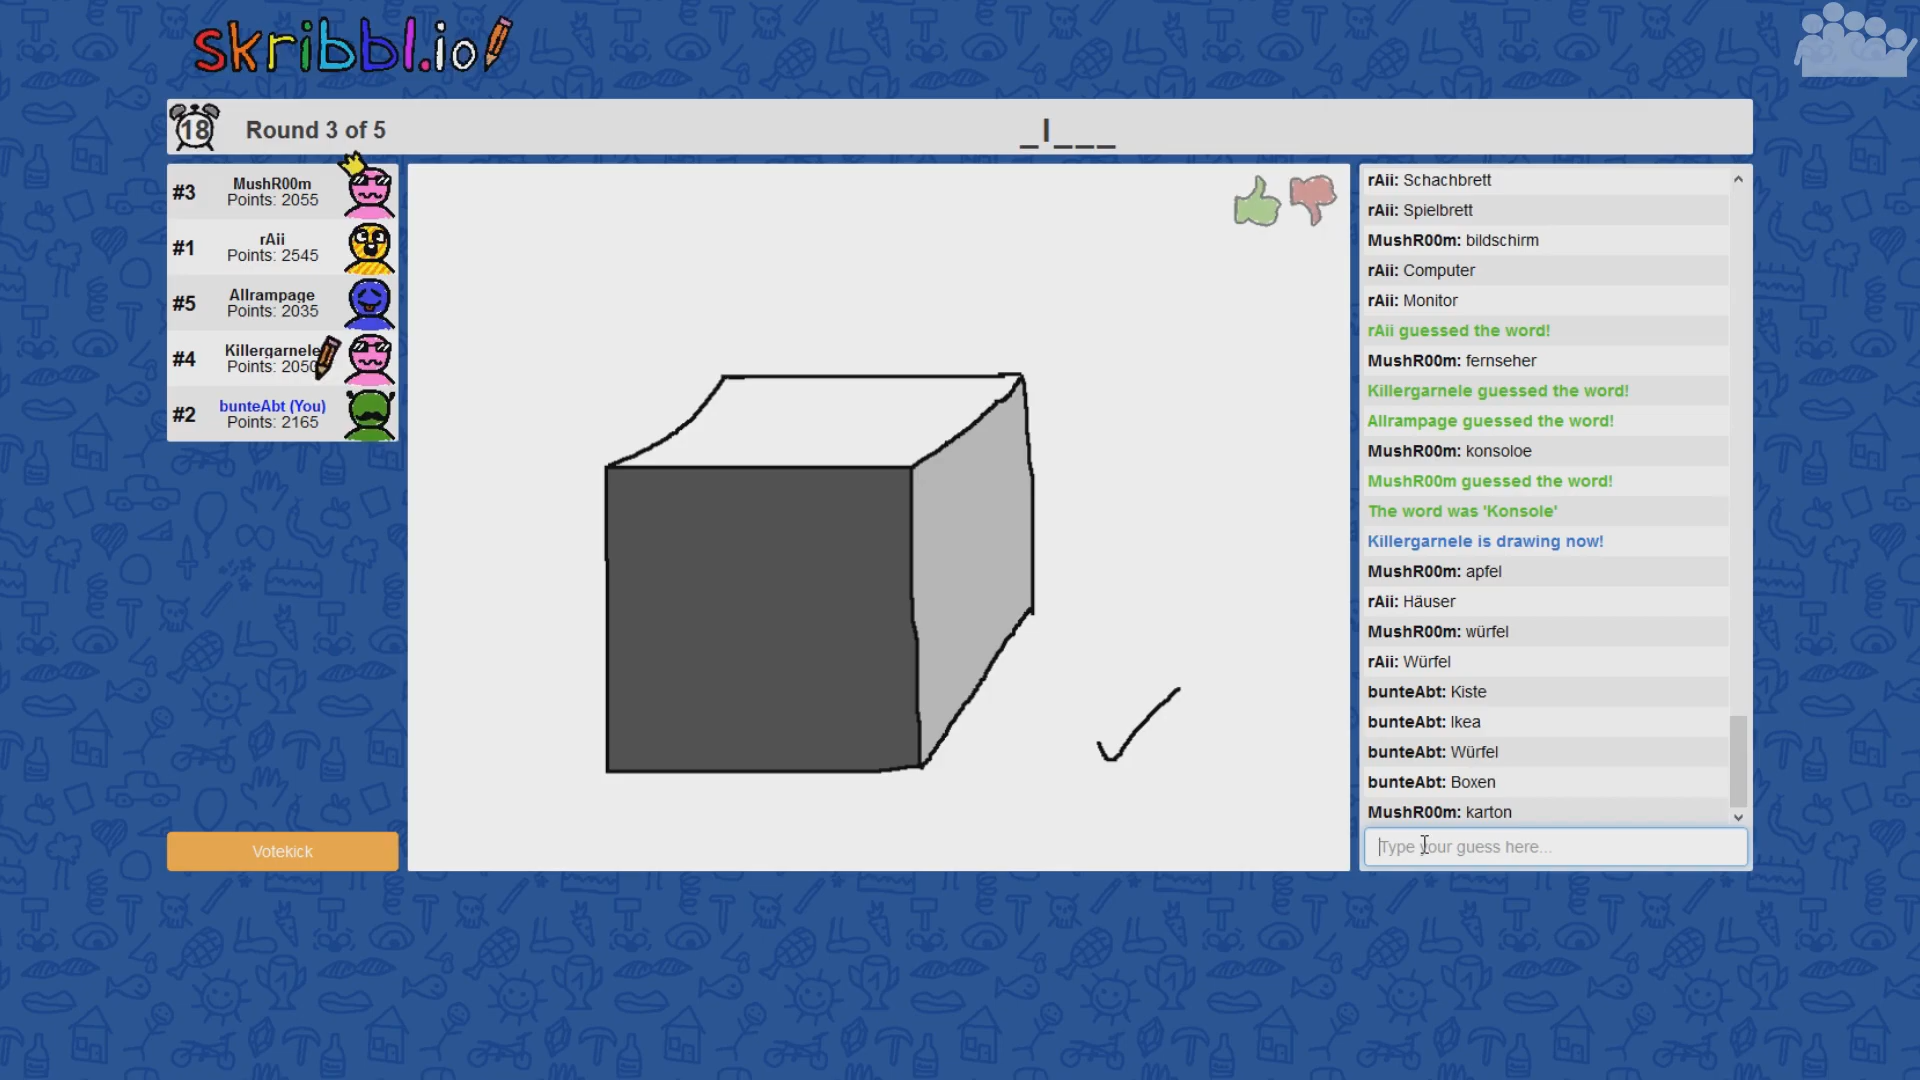 skribbl.io
18
Round 3 of 5
_l___
#3
MushR00m
Points: 2055
#1
rAii
Points: 2545
#5
Allrampage
Points: 2035
#4
Killergarnele
Points: 2050
#2
bunteAbt (You)
Points: 2165
Votekick
rAii: Schachbrett
rAii: Spielbrett
MushR00m: bildschirm
rAii: Computer
rAii: Monitor
rAii guessed the word!
MushR00m: fernseher
Killergarnele guessed the word!
Allrampage guessed the word!
MushR00m: konsoloe
MushR00m guessed the word!
The word was 'Konsole'
Killergarnele is drawing now!
MushR00m: apfel
rAii: Häuser
MushR00m: würfel
rAii: Würfel
bunteAbt: Kiste
bunteAbt: Ikea
bunteAbt: Würfel
bunteAbt: Boxen
MushR00m: karton
Type your guess here...